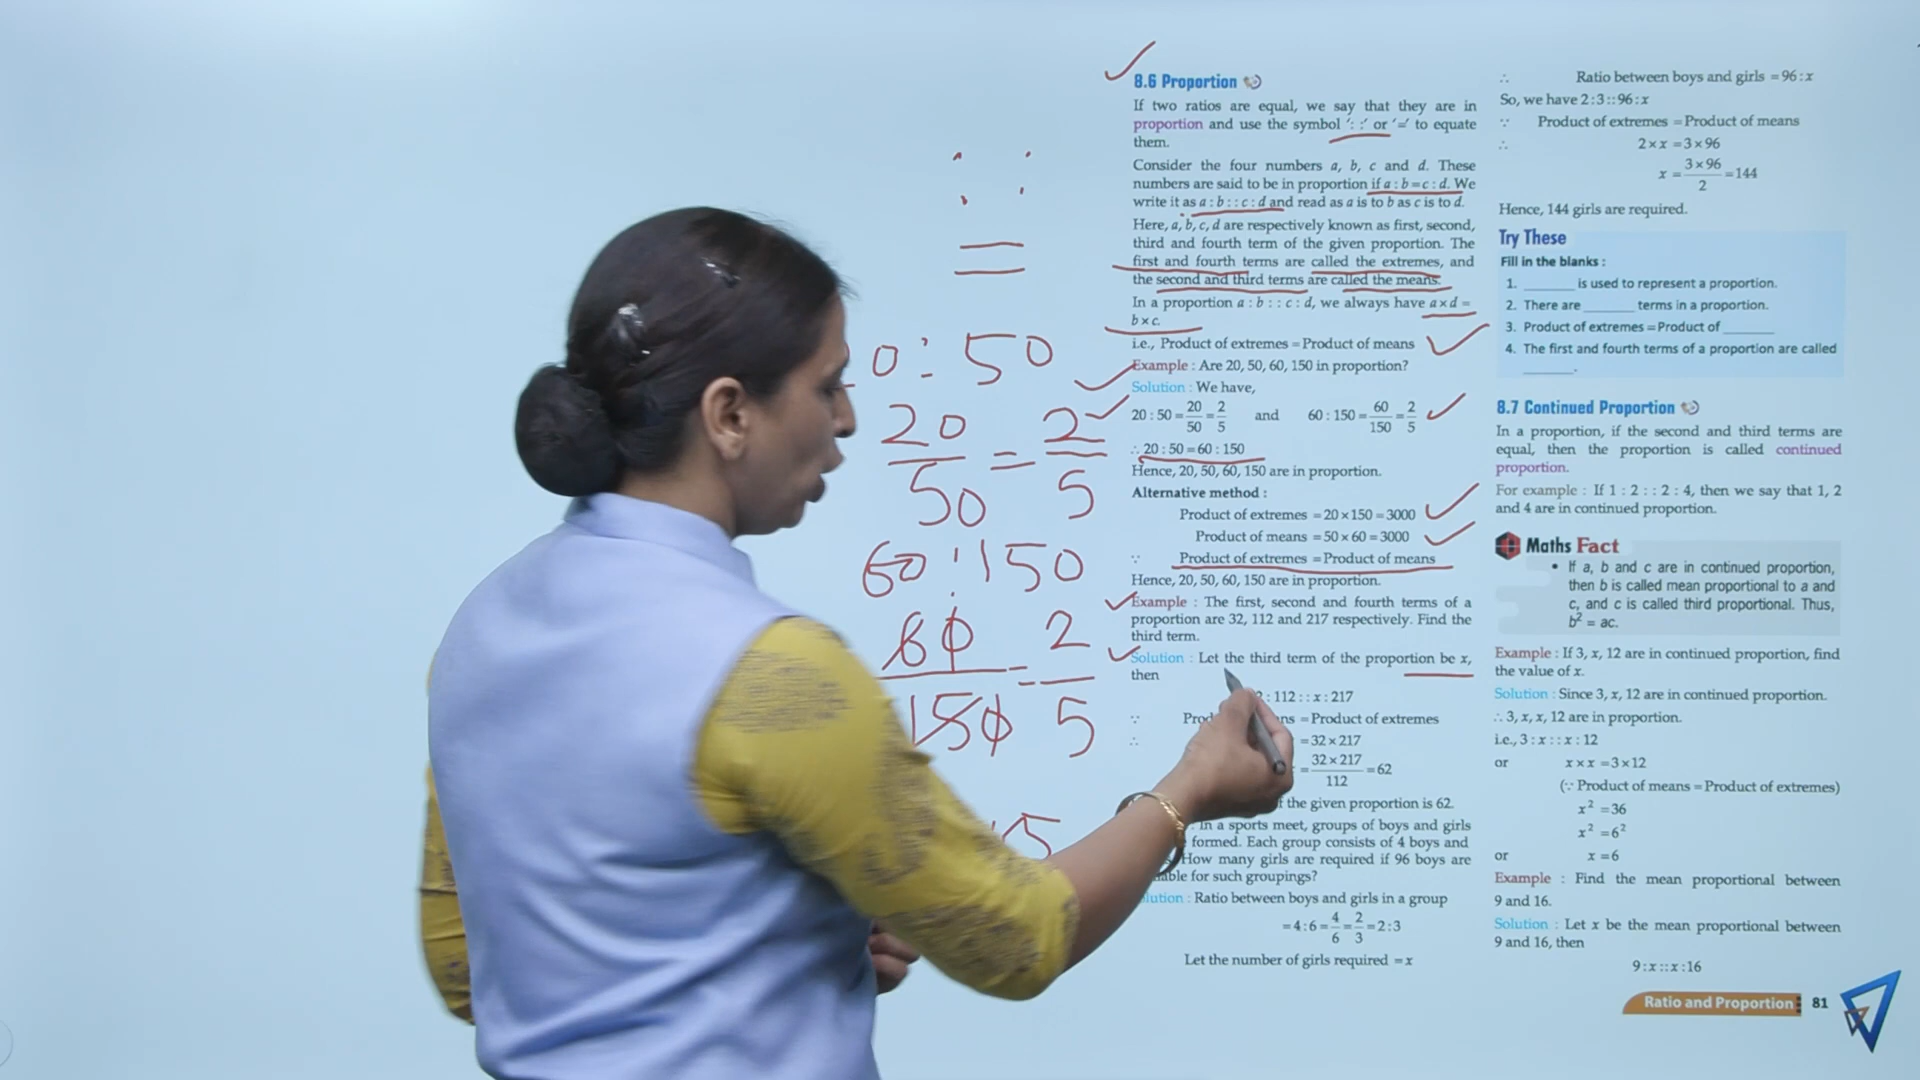 : :
=
0 : 50
20/50 = 2/5
60 : 150
60/150 = 2/5
15
8.6 Proportion
If two ratios are equal, we say that they are in
proportion and use the symbol ': :' or '=' to equate
them.
Consider the four numbers a, b, c and d. These
numbers are said to be in proportion if a : b = c : d. We
write it as a : b : : c : d and read as a is to b as c is to d.
Here, a, b, c, d are respectively known as first, second,
third and fourth term of the given proportion. The
first and fourth terms are called the extremes, and
the second and third terms are called the means.
In a proportion a : b : : c : d, we always have a×d =
b×c.
i.e., Product of extremes = Product of means
Example : Are 20, 50, 60, 150 in proportion?
Solution : We have,
20 : 50 = 20/50 = 2/5 and 60 : 150 = 60/150 = 2/5
∴ 20 : 50 = 60 : 150
Hence, 20, 50, 60, 150 are in proportion.
Alternative method :
Product of extremes = 20×150 = 3000
Product of means = 50×60 = 3000
∵ Product of extremes = Product of means
Hence, 20, 50, 60, 150 are in proportion.
Example : The first, second and fourth terms of a
proportion are 32, 112 and 217 respectively. Find the
third term.
Solution : Let the third term of the proportion be x,
then
: 112 : : x : 217
∵ = Product of extremes
∴ = 32×217
= 32×217/112 = 62
the given proportion is 62.
In a sports meet, groups of boys and girls
formed. Each group consists of 4 boys and
How many girls are required if 96 boys are
for such groupings?
Ratio between boys and girls in a group
= 4:6 = 4/6 = 2/3 = 2:3
Let the number of girls required = x
∴ Ratio between boys and girls = 96 : x
So, we have 2 : 3 : : 96 : x
∵ Product of extremes = Product of means
∴ 2×x = 3×96
x = 3×96/2 = 144
Hence, 144 girls are required.
Try These
Fill in the blanks :
1. ______ is used to represent a proportion.
2. There are ______ terms in a proportion.
3. Product of extremes = Product of ______
4. The first and fourth terms of a proportion are called
______.
8.7 Continued Proportion
In a proportion, if the second and third terms are
equal, then the proportion is called continued
proportion.
For example : If 1 : 2 : : 2 : 4, then we say that 1, 2
and 4 are in continued proportion.
Maths Fact
• If a, b and c are in continued proportion,
then b is called mean proportional to a and
c, and c is called third proportional. Thus,
b² = ac.
Example : If 3, x, 12 are in continued proportion, find
the value of x.
Solution : Since 3, x, 12 are in continued proportion.
∴ 3, x, x, 12 are in proportion.
i.e., 3 : x : : x : 12
or x×x = 3×12
(∵ Product of means = Product of extremes)
x² = 36
x² = 6²
or x = 6
Example : Find the mean proportional between
9 and 16.
Solution : Let x be the mean proportional between
9 and 16, then
9 : x : : x : 16
Ratio and Proportion 81